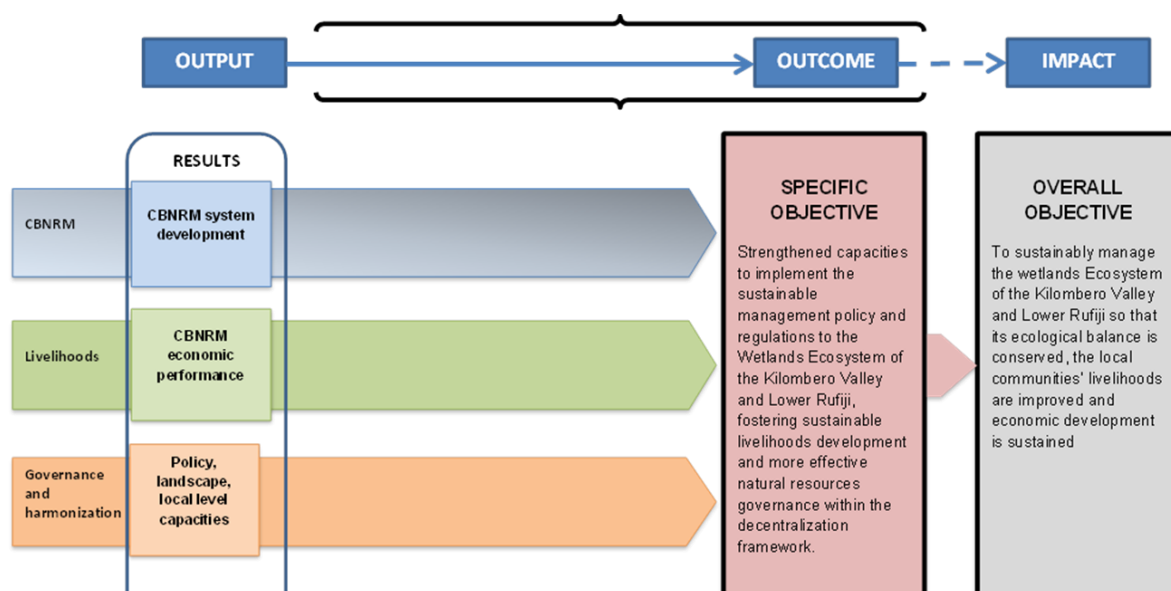 OUTPUT
OUTCOME
IMPACT
RESULTS
CBNRM
CBNRM system
development
Livelihoods
CBNRM
economic
performance
Governance
and
harmonization
Policy,
landscape,
local level
capacities
SPECIFIC
OBJECTIVE
Strengthened capacities
to implement the
sustainable
management policy and
regulations to the
Wetlands Ecosystem of
the Kilombero Valley
and Lower Rufiji,
fostering sustainable
livelihoods development
and more effective
natural resources
governance within the
decentralization
framework.
OVERALL
OBJECTIVE
To sustainably manage
the wetlands Ecosystem
of the Kilombero Valley
and Lower Rufiji so that
its ecological balance is
conserved, the local
communities' livelihoods
are improved and
economic development
is sustained